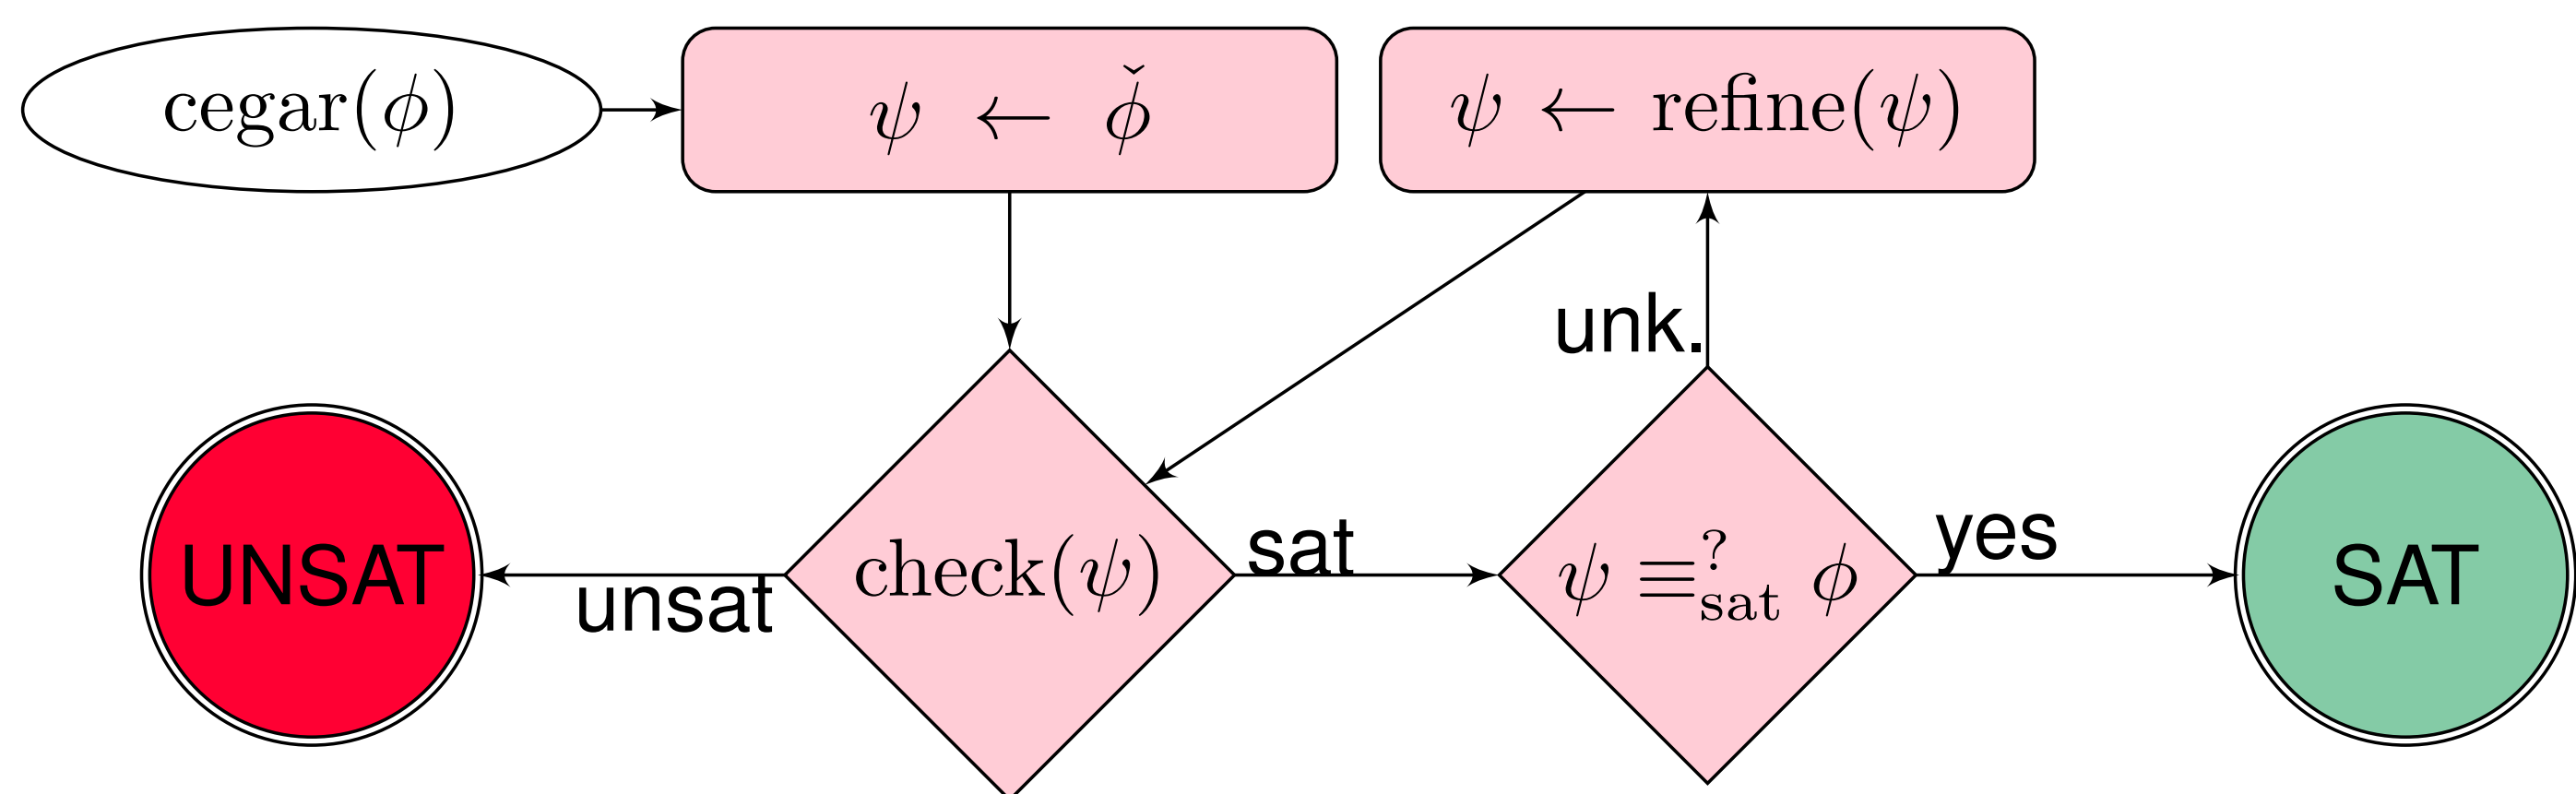 cegar(ϕ)
ψ ← ϕ̌
ψ ← refine(ψ)
unk.
UNSAT
unsat
check(ψ)
sat
ψ ≡?sat ϕ
yes
SAT